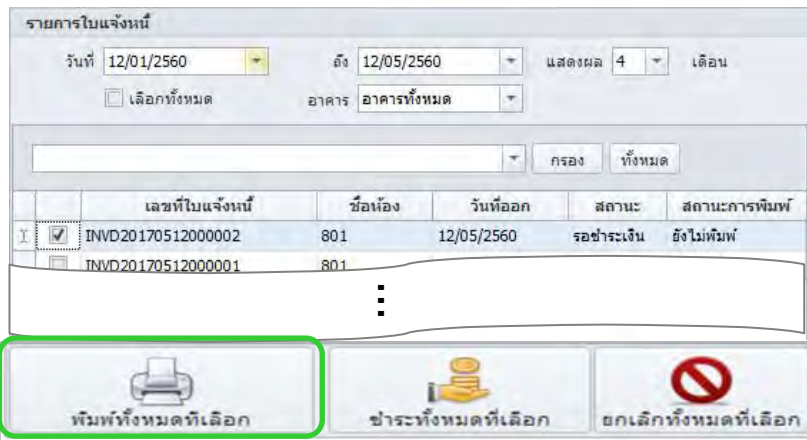 รายการใบแจ้งหนี้
วันที่ 12/01/2560 ถึง 12/05/2560 แสดงผล 4 เดือน
เลือกทั้งหมด อาคาร อาคารทั้งหมด
กรอง ทั้งหมด
เลขที่ใบแจ้งหนี้ ชื่อห้อง วันที่ออก สถานะ สถานะการพิมพ์
INVD20170512000002 801 12/05/2560 รอชำระเงิน ยังไม่พิมพ์
INVD20170512000001 801
พิมพ์ทั้งหมดที่เลือก ชำระทั้งหมดที่เลือก ยกเลิกทั้งหมดที่เลือก